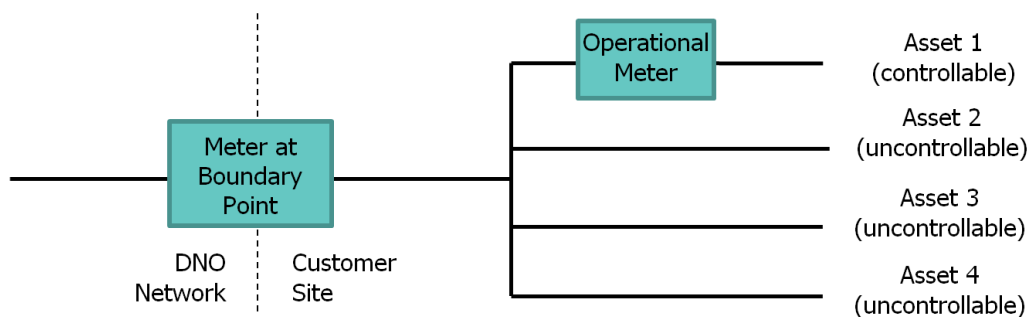 Operational
Meter
Asset 1
(controllable)
Asset 2
(uncontrollable)
Meter at
Boundary
Point
Asset 3
(uncontrollable)
DNO
Network
Customer
Site
Asset 4
(uncontrollable)